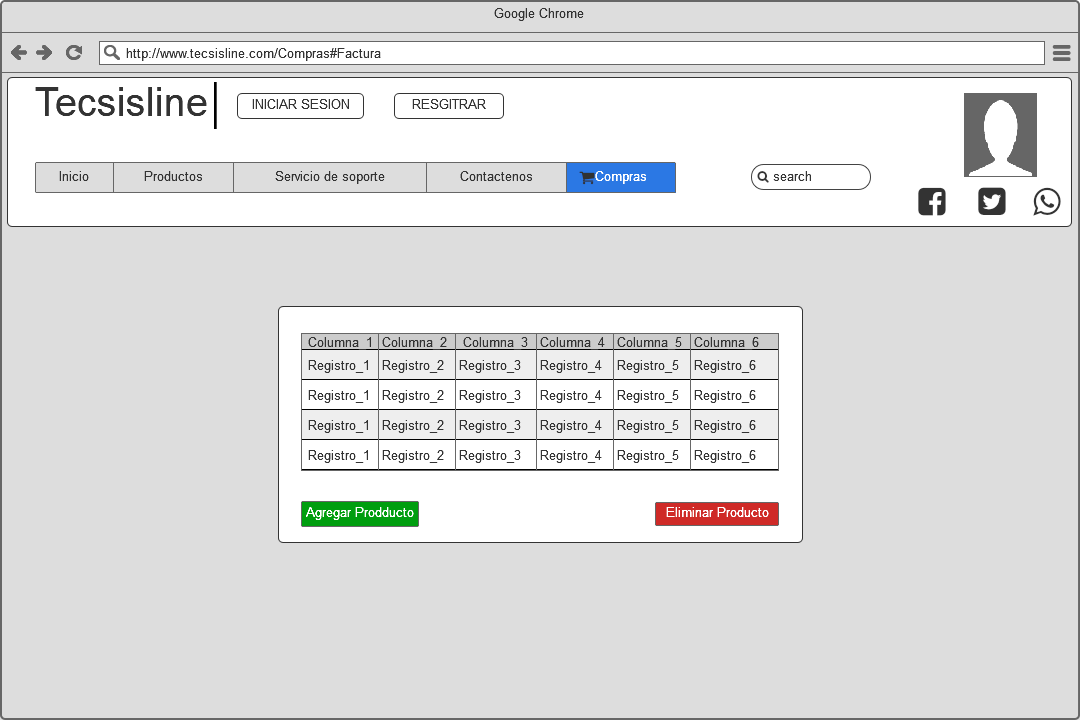 Google Chrome
http://www.tecsisline.com/Compras#Factura
Tecsisline
INICIAR SESION
RESGITRAR
Inicio
Productos
Servicio de soporte
Contactenos
Compras
search
Columna_1 Columna_2 Columna_3 Columna_4 Columna_5 Columna_6
Registro_1 Registro_2 Registro_3 Registro_4 Registro_5 Registro_6
Registro_1 Registro_2 Registro_3 Registro_4 Registro_5 Registro_6
Registro_1 Registro_2 Registro_3 Registro_4 Registro_5 Registro_6
Registro_1 Registro_2 Registro_3 Registro_4 Registro_5 Registro_6
Agregar Prodducto
Eliminar Producto